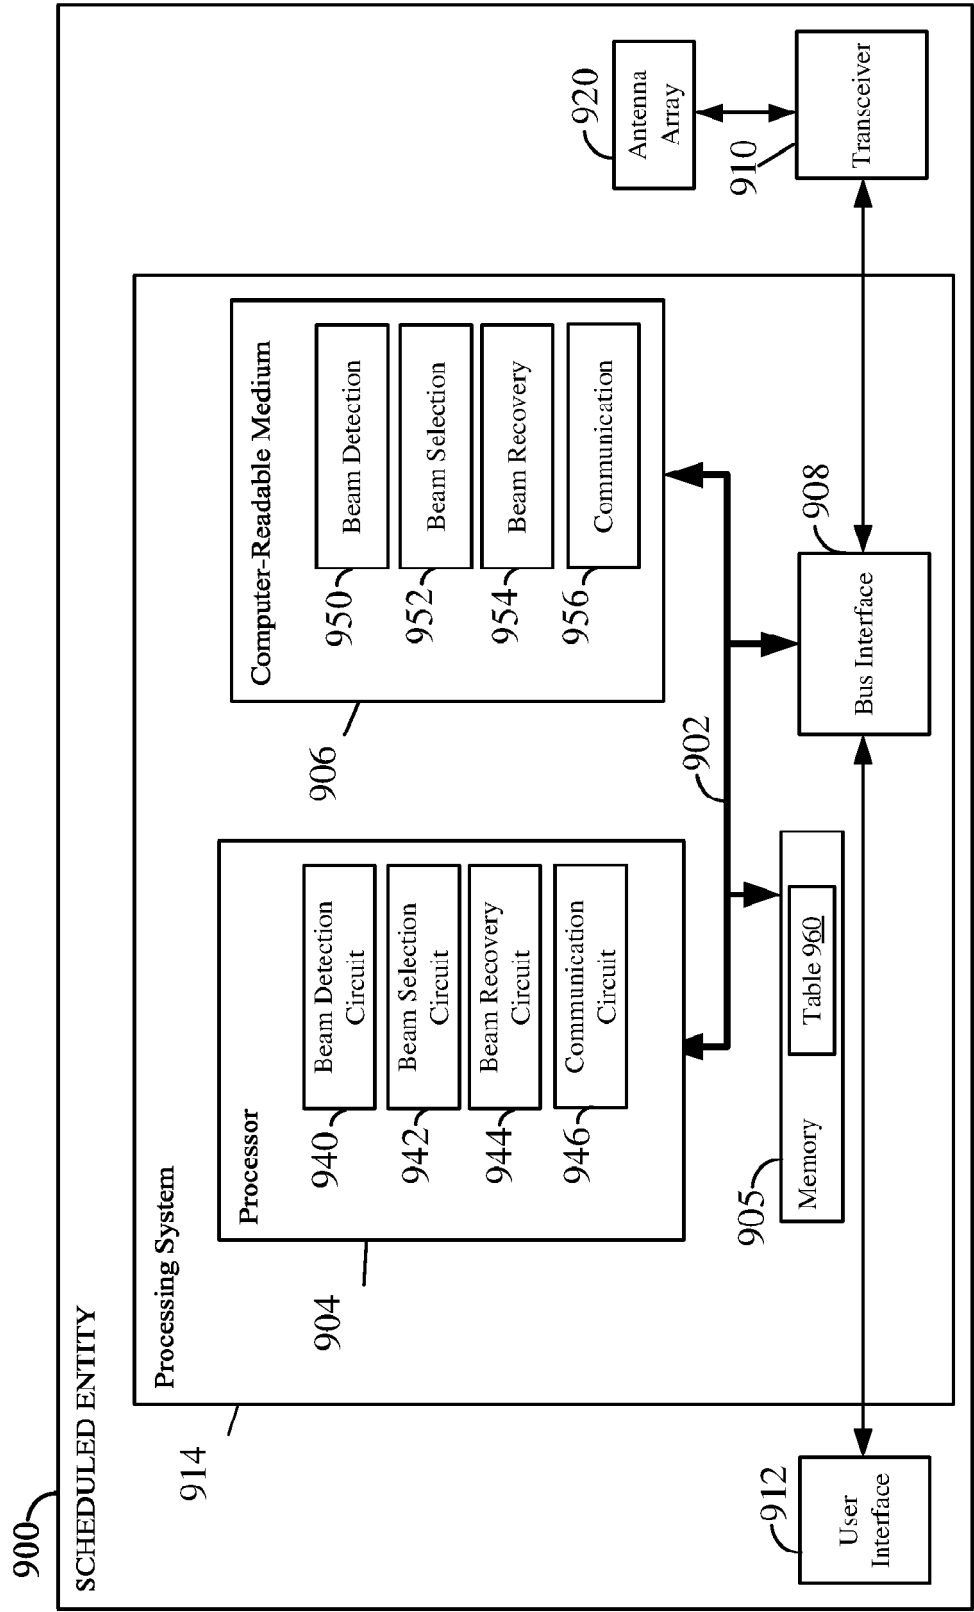 900
SCHEDULED ENTITY
914
Processing System
904
Processor
940
Beam Detection
Circuit
942
Beam Selection
Circuit
944
Beam Recovery
Circuit
946
Communication
Circuit
906
Computer-Readable Medium
950
Beam Detection
952
Beam Selection
954
Beam Recovery
956
Communication
902
905
Memory
Table 960
908
Bus Interface
912
User
Interface
920
Antenna
Array
910
Transceiver